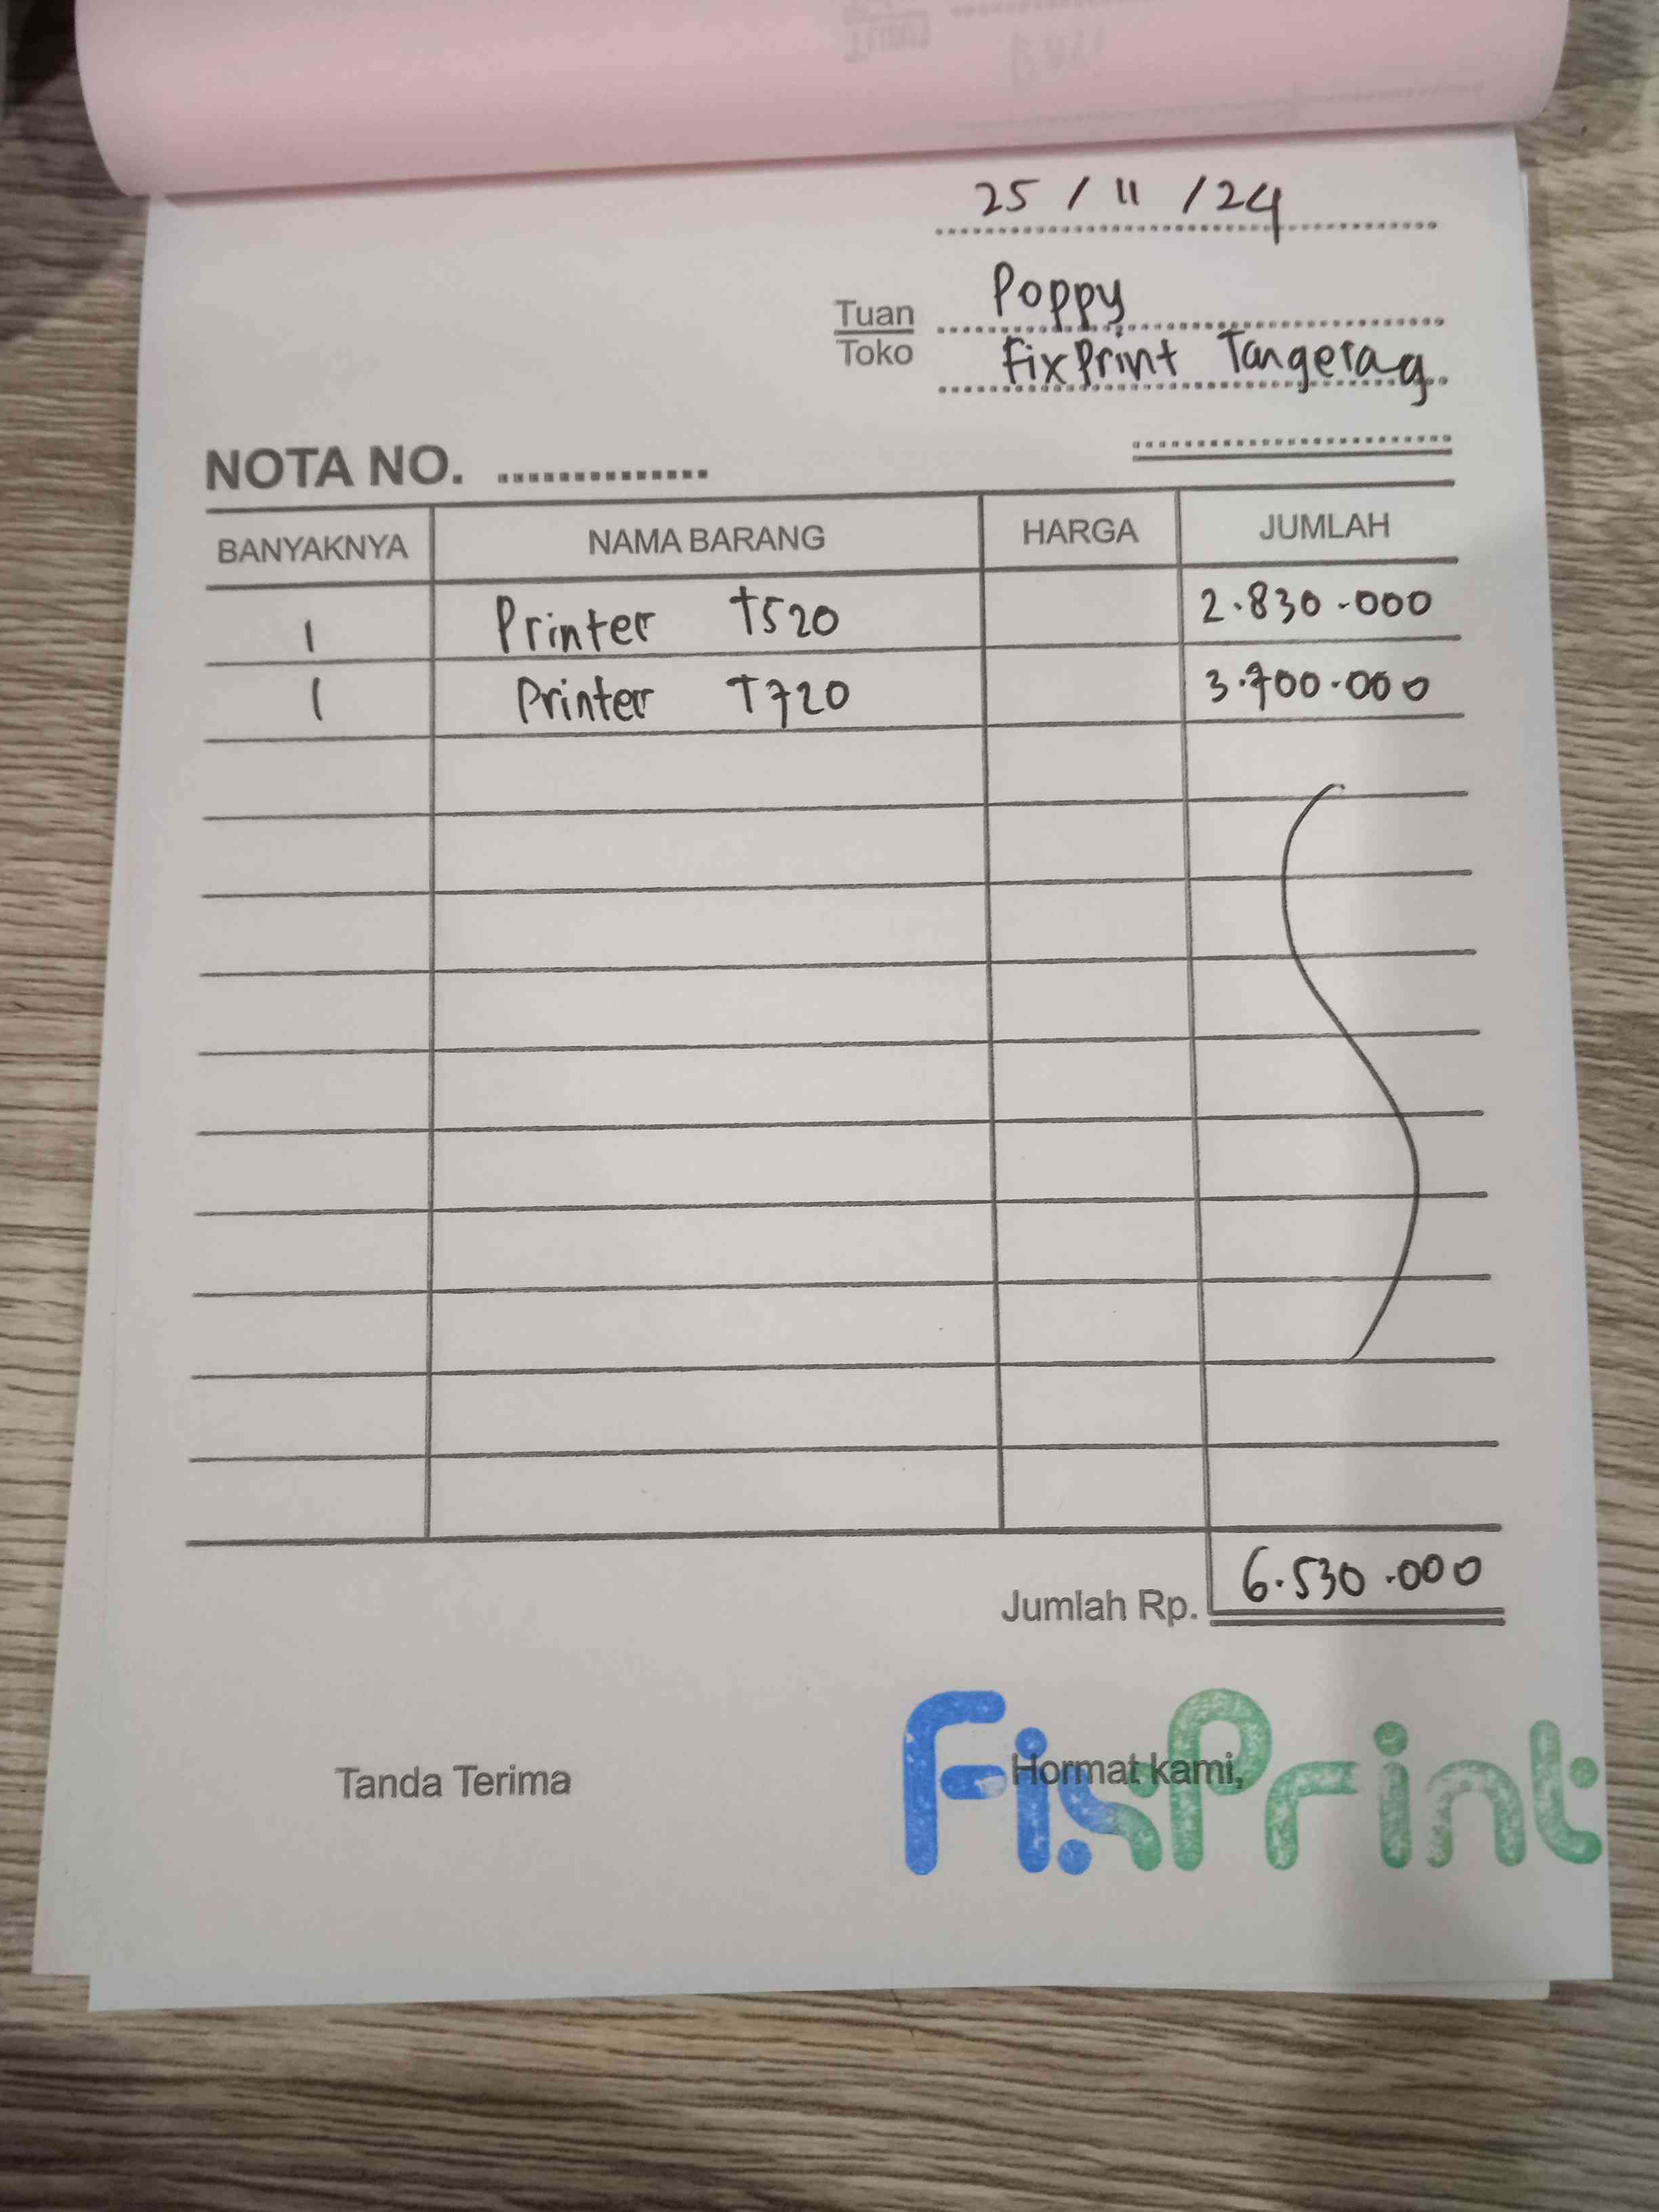 25 / 11 / 24
Tuan Poppy
Toko FixPrint Tangerag
NOTA NO. ..............
BANYAKNYA NAMA BARANG HARGA JUMLAH
1 Printer T520 2.830.000
1 Printer T720 3.700.000
Jumlah Rp. 6.530.000
Tanda Terima Hormat kami,
FixPrint